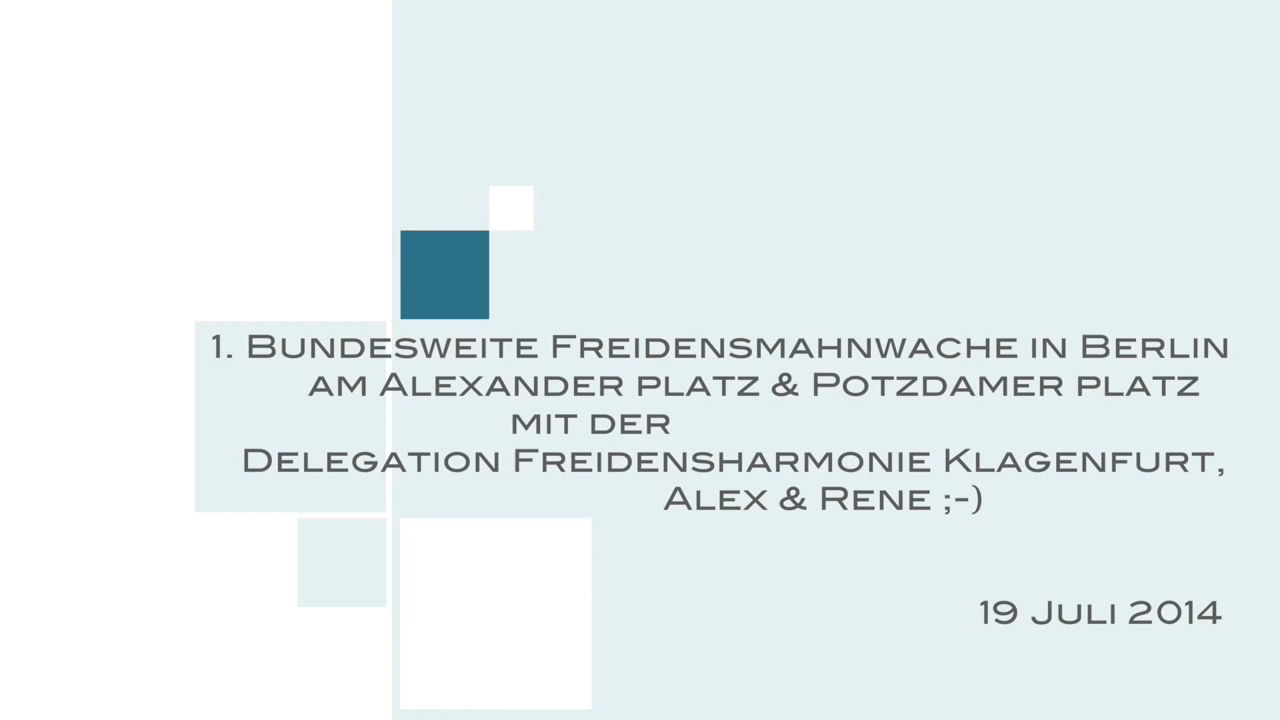 1. Bundesweite Freidensmahnwache in Berlin
am Alexander platz & Potzdamer platz
mit der
Delegation Freidensharmonie Klagenfurt,
Alex & Rene ;-)
19 Juli 2014